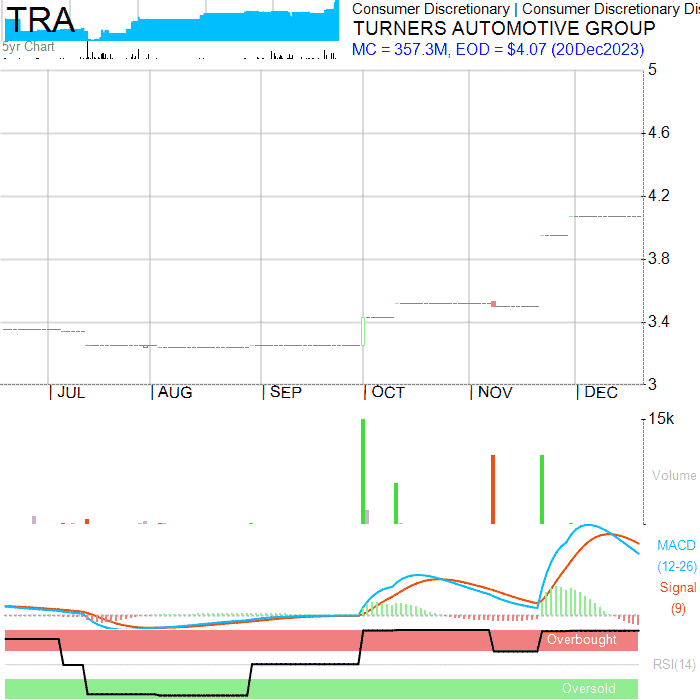 TRA
5yr Chart
Consumer Discretionary | Consumer Discretionary Dis
TURNERS AUTOMOTIVE GROUP
MC = 357.3M, EOD = $4.07 (20Dec2023)
5
4.6
4.2
3.8
3.4
3
JUL
AUG
SEP
OCT
NOV
DEC
15k
Volume
MACD
(12-26)
Signal
(9)
Overbought
RSI(14)
Oversold